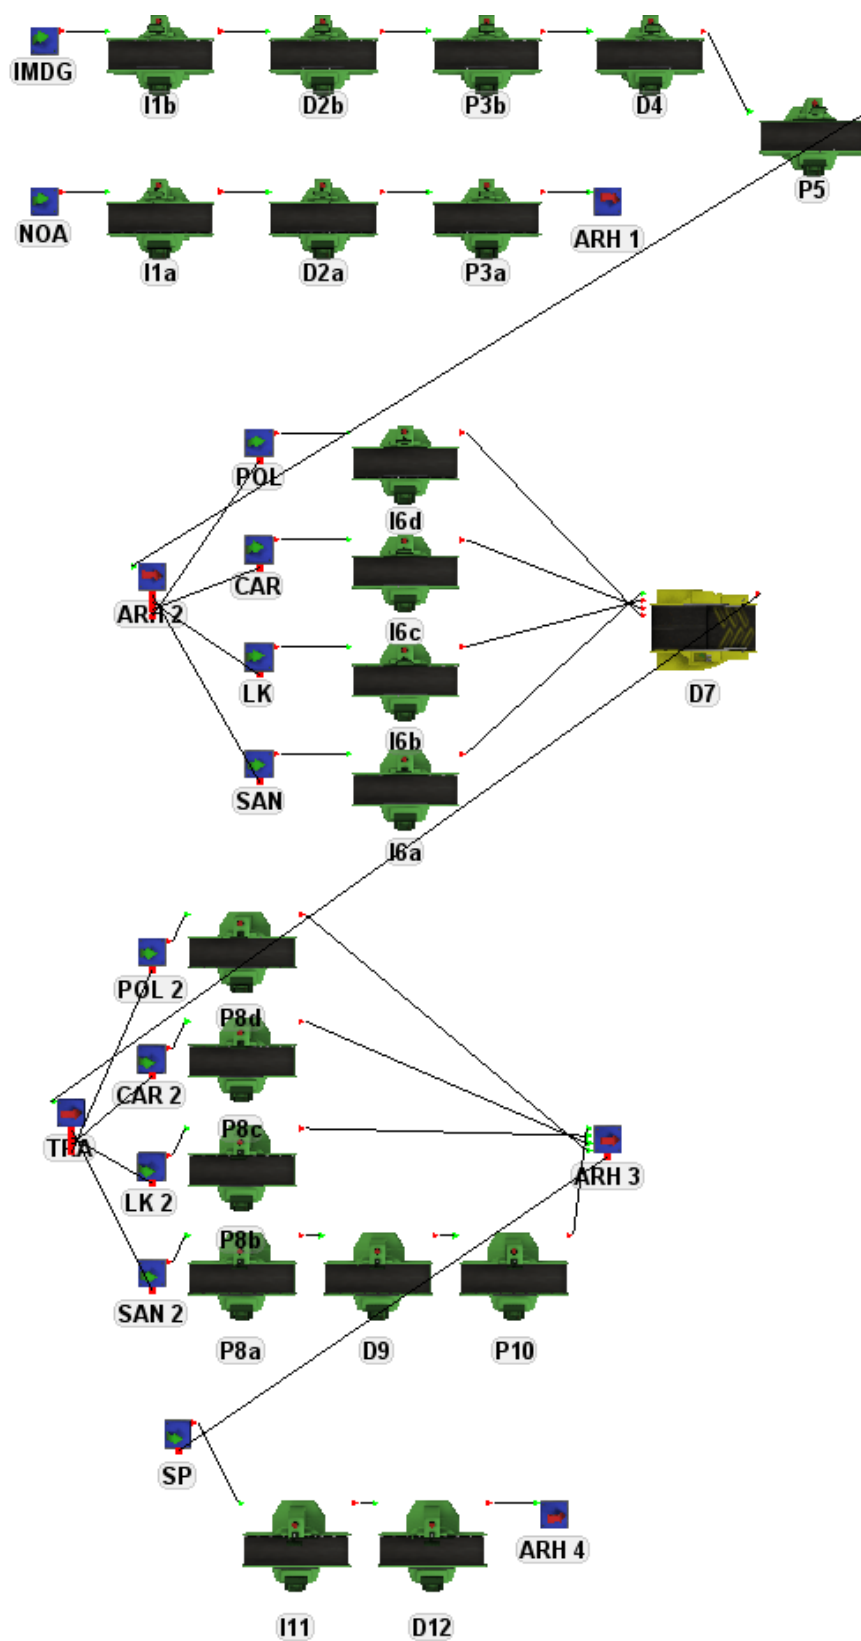 IMDG
I1b
D2b
P3b
D4
P5
NOA
I1a
D2a
P3a
ARH 1
POL
I6d
CAR
ARH 2
I6c
LK
D7
I6b
SAN
I6a
POL 2
P8d
CAR 2
P8c
TRA
ARH 3
LK 2
P8b
SAN 2
P8a
D9
P10
SP
ARH 4
I11
D12